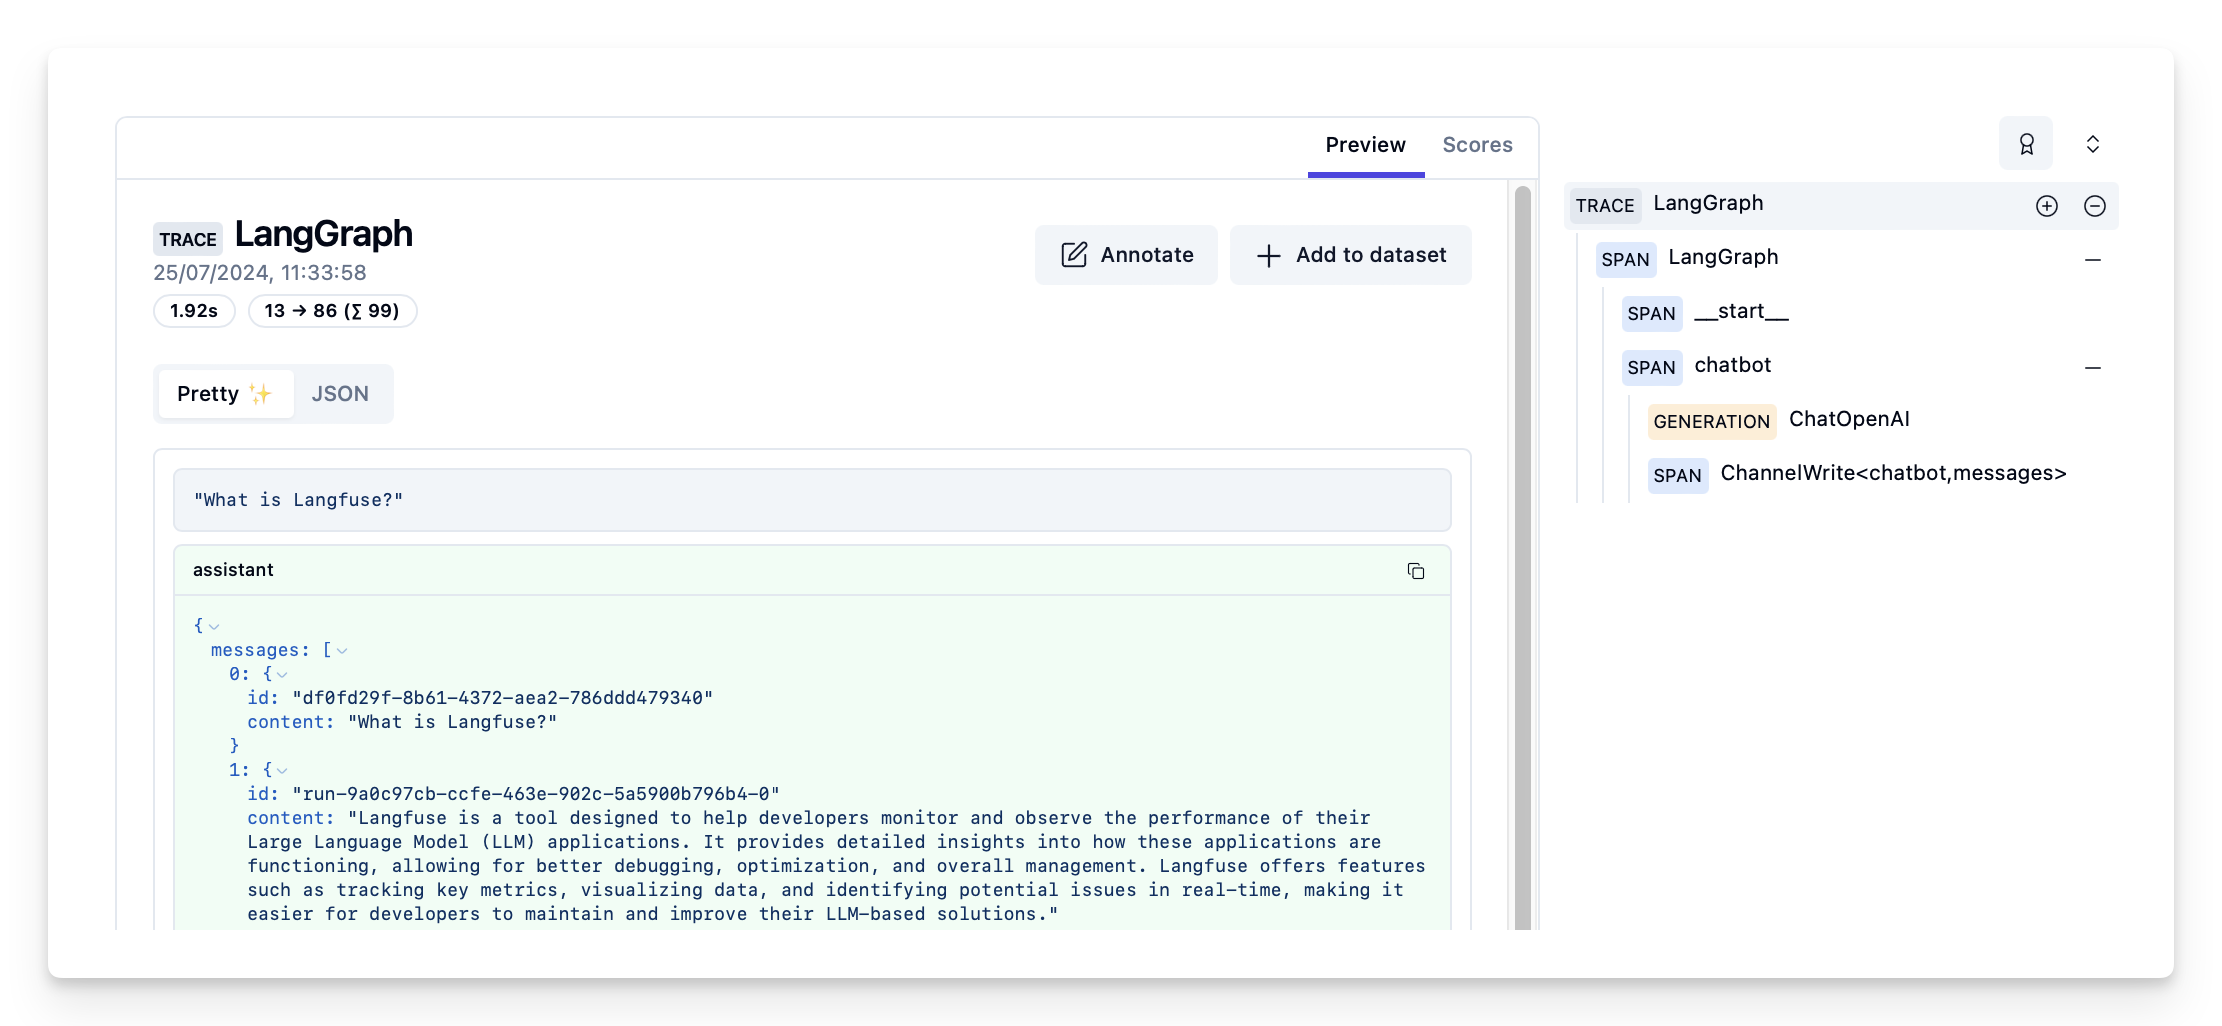 Preview Scores
TRACE LangGraph
25/07/2024, 11:33:58
1.92s 13 → 86 (∑ 99)
Annotate
Add to dataset
Pretty ✨ JSON
"What is Langfuse?"
assistant
{
messages: [
0: {
id: "df0fd29f-8b61-4372-aea2-786ddd479340"
content: "What is Langfuse?"
}
1: {
id: "run-9a0c97cb-ccfe-463e-902c-5a5900b796b4-0"
content: "Langfuse is a tool designed to help developers monitor and observe the performance of their
Large Language Model (LLM) applications. It provides detailed insights into how these applications are
functioning, allowing for better debugging, optimization, and overall management. Langfuse offers features
such as tracking key metrics, visualizing data, and identifying potential issues in real-time, making it
easier for developers to maintain and improve their LLM-based solutions."
TRACE LangGraph
SPAN LangGraph
SPAN __start__
SPAN chatbot
GENERATION ChatOpenAI
SPAN ChannelWrite<chatbot,messages>